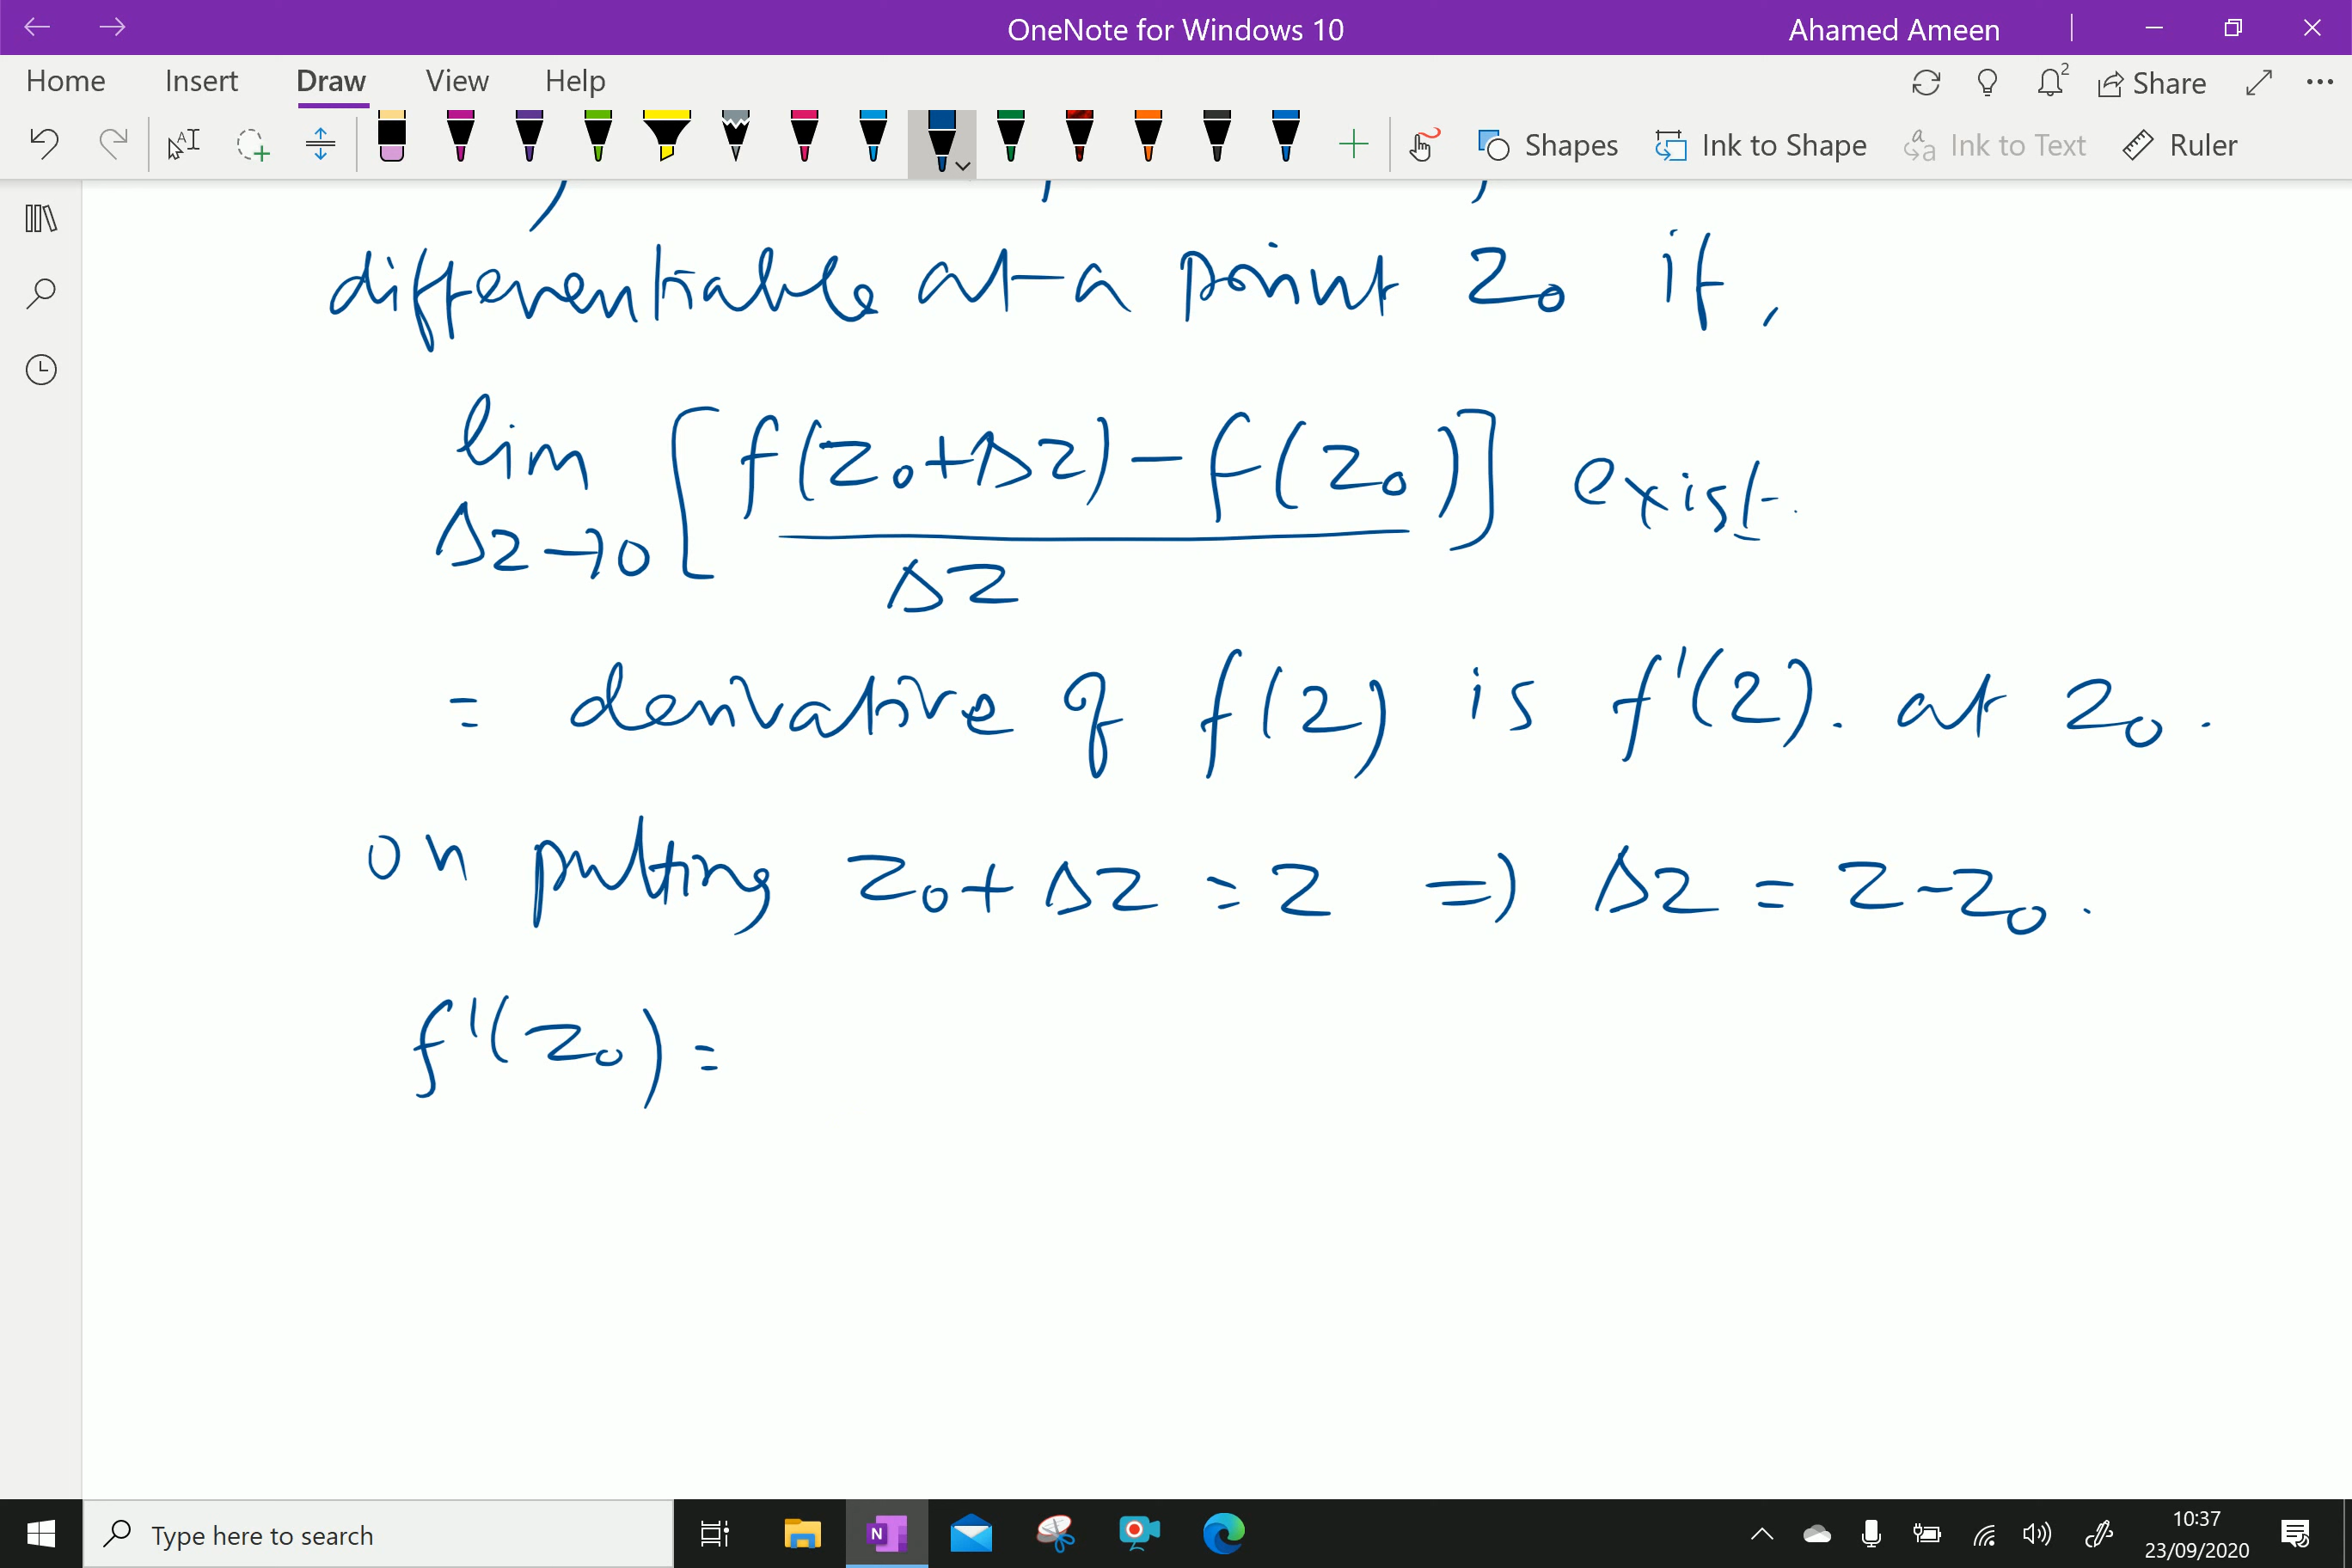 OneNote for Windows 10
Ahamed Ameen
Home Insert Draw View Help
2
Share
Shapes
Ink to Shape
Ink to Text
Ruler
differentiable at a point z₀ if,
lim Δz→0 [f(z₀+Δz)-f(z₀)]/Δz exist.
= derivative of f(z) is f'(z). at z₀.
on putting z₀+Δz = z ⇒ Δz = z-z₀.
f'(z₀) =
Type here to search
10:37
23/09/2020